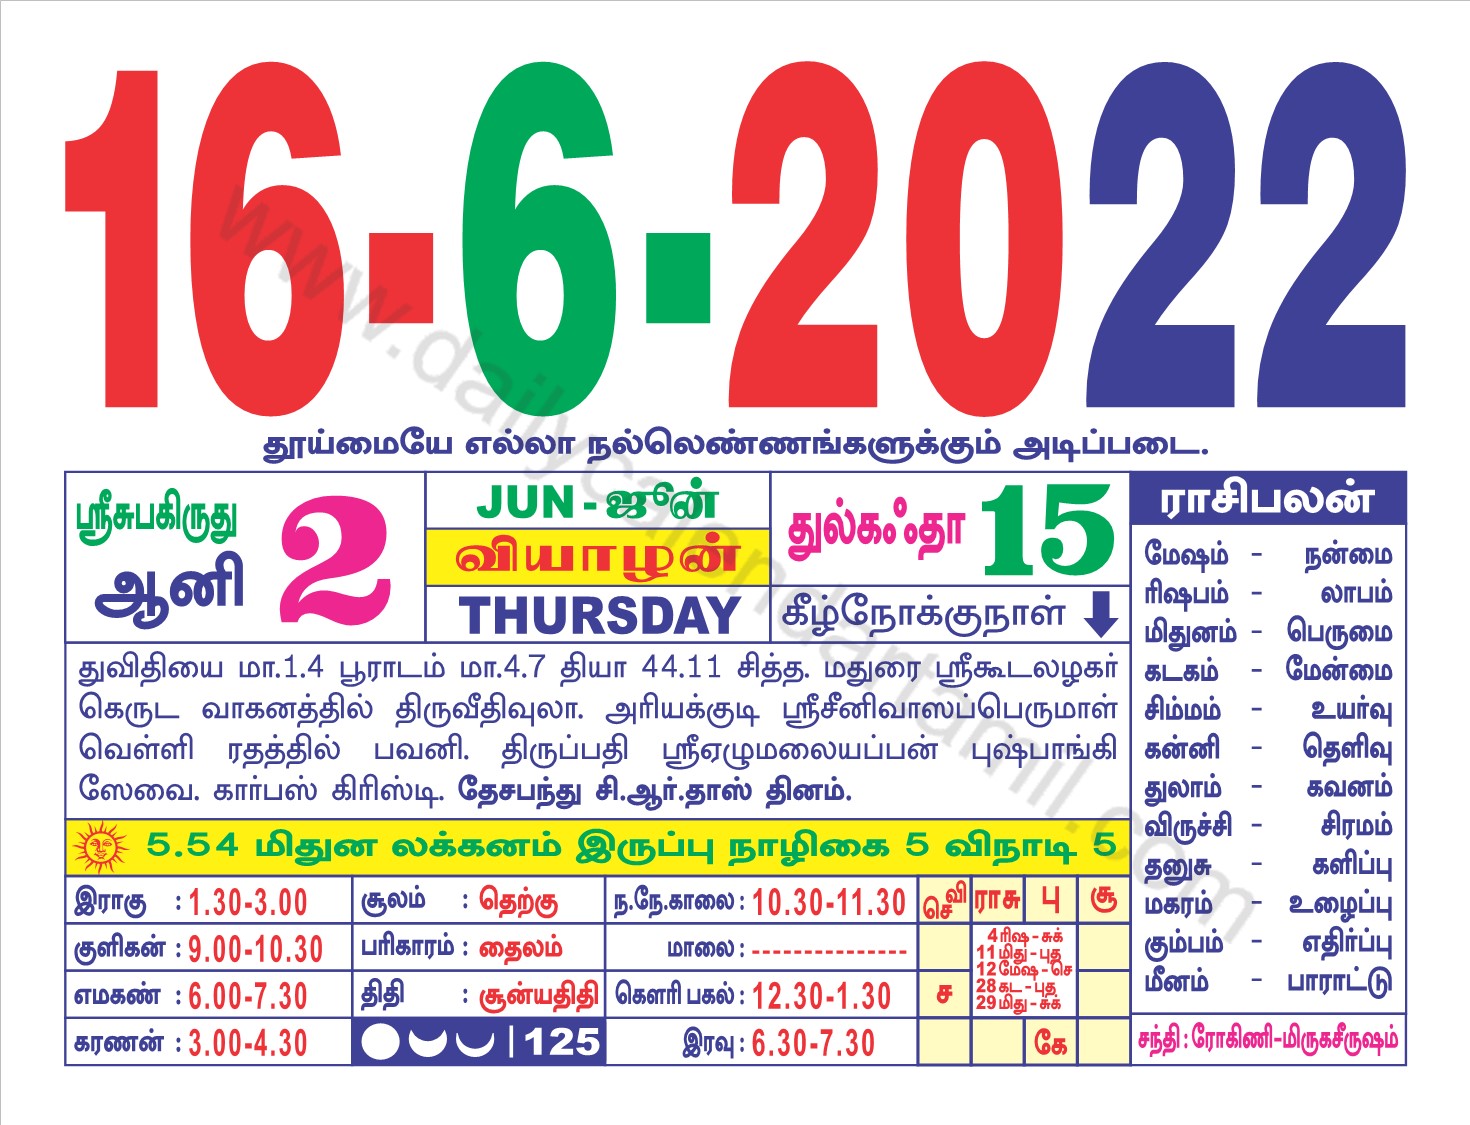 16-6-2022
தூய்மையே எல்லா நல்லெண்ணங்களுக்கும் அடிப்படை.
ஸ்ரீசுபகிருது
ஆனி 2
JUN - ஜூன்
வியாழன்
THURSDAY
துல்கஃதா 15
கீழ்நோக்குநாள்
துவிதியை மா.1.4 பூராடம் மா.4.7 தியா 44.11 சித்த. மதுரை ஸ்ரீகூடலழகர்
கெருட வாகனத்தில் திருவீதிவுலா. அரியக்குடி ஸ்ரீசீனிவாஸப்பெருமாள்
வெள்ளி ரதத்தில் பவனி. திருப்பதி ஸ்ரீஏழுமலையப்பன் புஷ்பாங்கி
ஸேவை. கார்பஸ் கிரிஸ்டி. தேசபந்து சி.ஆர்.தாஸ் தினம்.
5.54 மிதுன லக்கனம் இருப்பு நாழிகை 5 விநாடி 5
இராகு : 1.30-3.00
குளிகன் : 9.00-10.30
எமகண் : 6.00-7.30
கரணன் : 3.00-4.30
சூலம் : தெற்கு
பரிகாரம் : தைலம்
திதி : சூன்யதிதி
125
ந.நே.காலை : 10.30-11.30
மாலை : ---------------
கௌரி பகல் : 12.30-1.30
இரவு : 6.30-7.30
செ வி ராசு பு சூ
4 ரிஷ - சுக்
11 மிது - புத
12 மேஷ - செ
28 கட - புத
29 மிது - சுக்
ச
கே
ராசிபலன்
மேஷம் - நன்மை
ரிஷபம் - லாபம்
மிதுனம் - பெருமை
கடகம் - மேன்மை
சிம்மம் - உயர்வு
கன்னி - தெளிவு
துலாம் - கவனம்
விருச்சி - சிரமம்
தனுசு - களிப்பு
மகரம் - உழைப்பு
கும்பம் - எதிர்ப்பு
மீனம் - பாராட்டு
சந்தி : ரோகிணி-மிருகசீருஷம்
www.dailycalendartamil.com